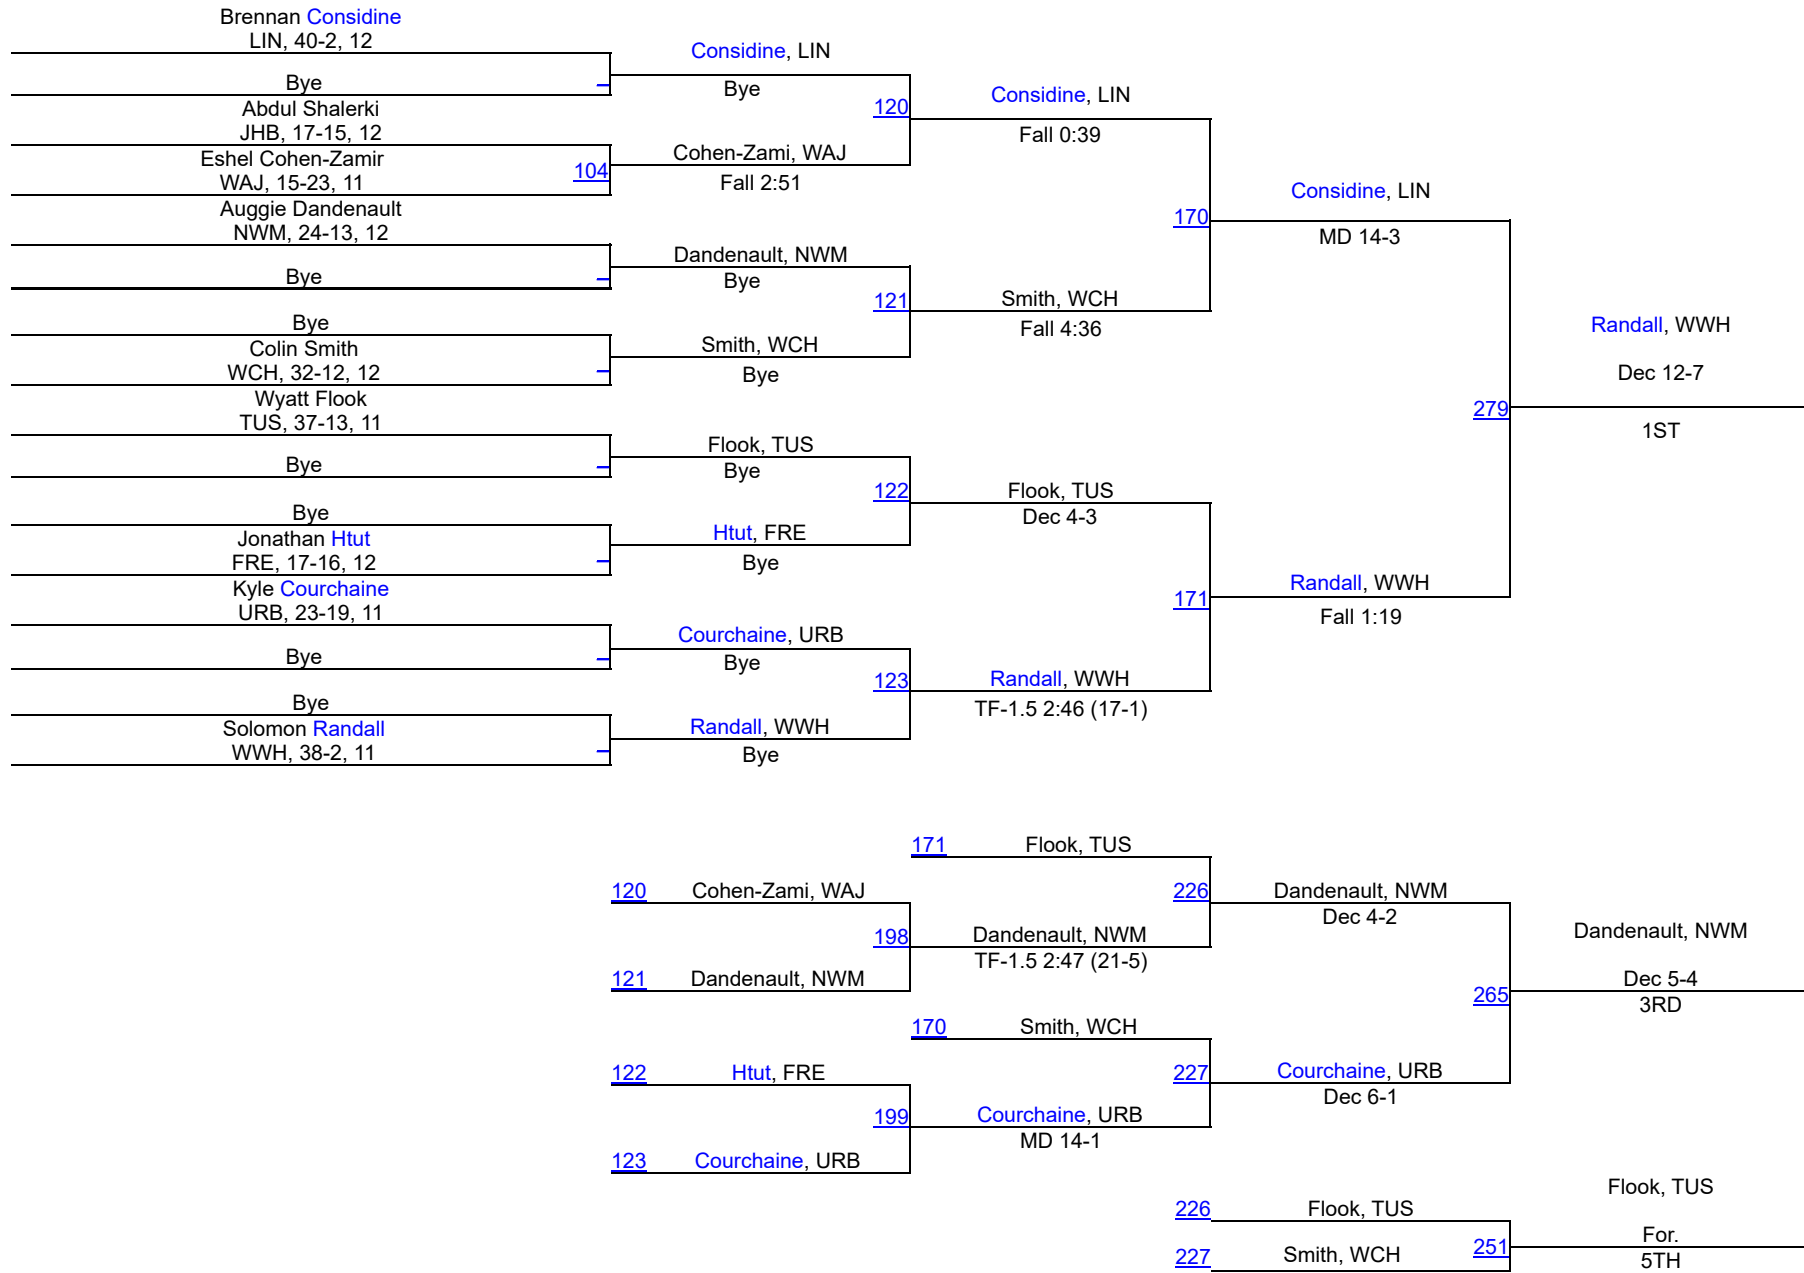 Brennan Considine
LIN, 40-2, 12
Bye
Abdul Shalerki
JHB, 17-15, 12
Eshel Cohen-Zamir
WAJ, 15-23, 11
104
Auggie Dandenault
NWM, 24-13, 12
Bye
Bye
Colin Smith
WCH, 32-12, 12
Wyatt Flook
TUS, 37-13, 11
Bye
Bye
Jonathan Htut
FRE, 17-16, 12
Kyle Courchaine
URB, 23-19, 11
Bye
Bye
Solomon Randall
WWH, 38-2, 11
Considine, LIN
Bye
120
Cohen-Zami, WAJ
Fall 2:51
Dandenault, NWM
Bye
121
Smith, WCH
Bye
Flook, TUS
Bye
122
Htut, FRE
Bye
Courchaine, URB
Bye
123
Randall, WWH
Bye
Considine, LIN
Fall 0:39
170
Smith, WCH
Fall 4:36
Flook, TUS
Dec 4-3
171
Randall, WWH
TF-1.5 2:46 (17-1)
Considine, LIN
MD 14-3
279
Randall, WWH
Fall 1:19
Randall, WWH
Dec 12-7
1ST
171 Flook, TUS
120 Cohen-Zami, WAJ
226
198
Dandenault, NWM
TF-1.5 2:47 (21-5)
121 Dandenault, NWM
Dandenault, NWM
Dec 4-2
170 Smith, WCH
122 Htut, FRE
227
199
Courchaine, URB
MD 14-1
123 Courchaine, URB
Courchaine, URB
Dec 6-1
265
Dandenault, NWM
Dec 5-4
3RD
226 Flook, TUS
227 Smith, WCH
251
Flook, TUS
For.
5TH